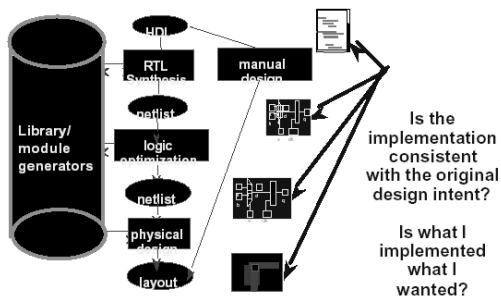 HDL
RTL
Synthesis
manual
design
netlist
Library/
module
generators
logic
optimization
netlist
physical
design
layout
Is the
implementation
consistent
with the original
design intent?
Is what I
implemented
what I
wanted?